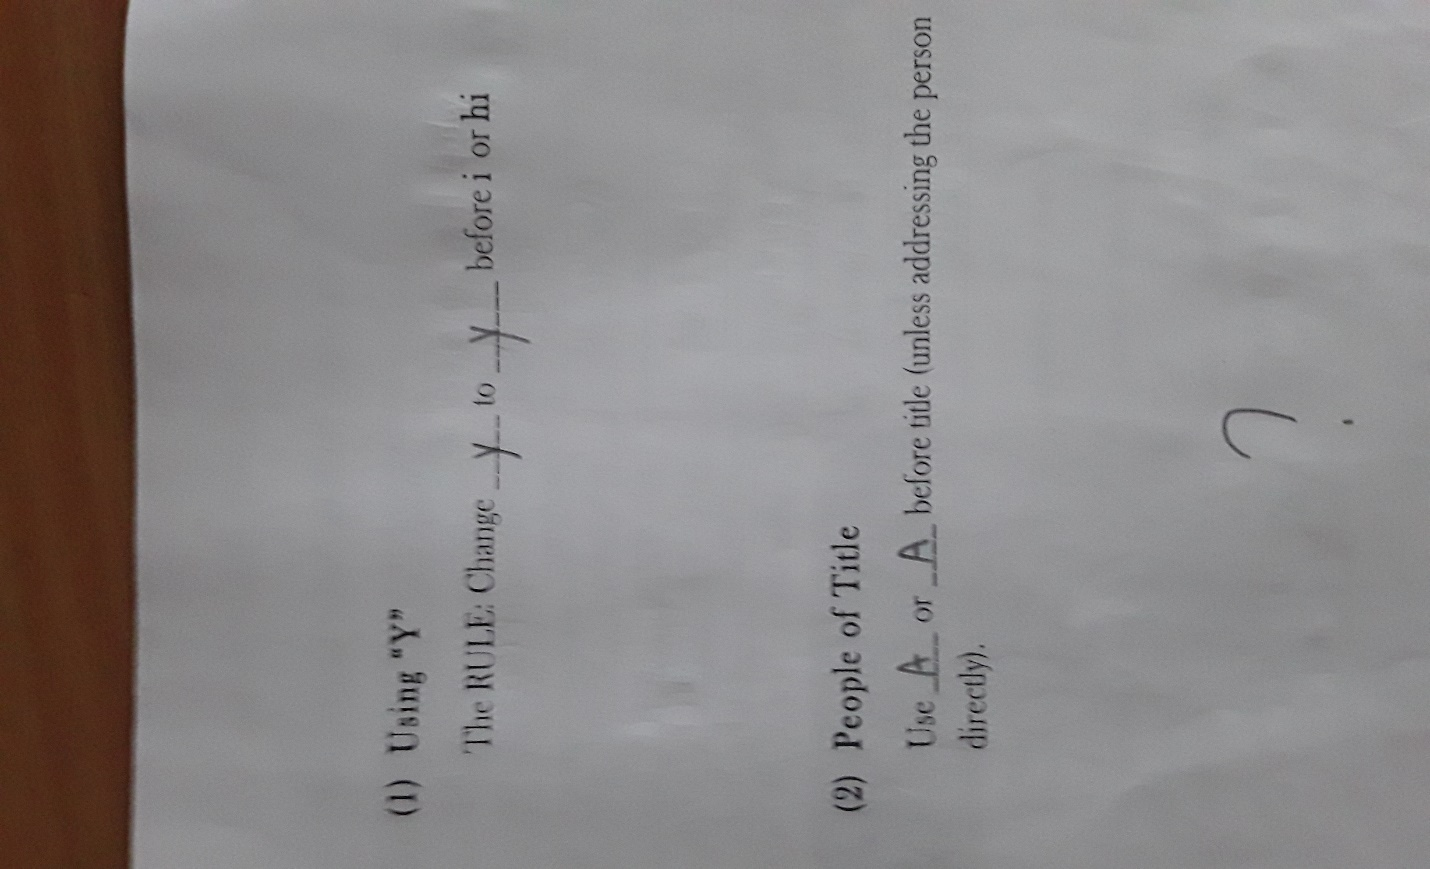 (1) Using "Y"
The RULE: Change y to y before i or hi
(2) People of Title
Use A or A before title (unless addressing the person
directly).
?